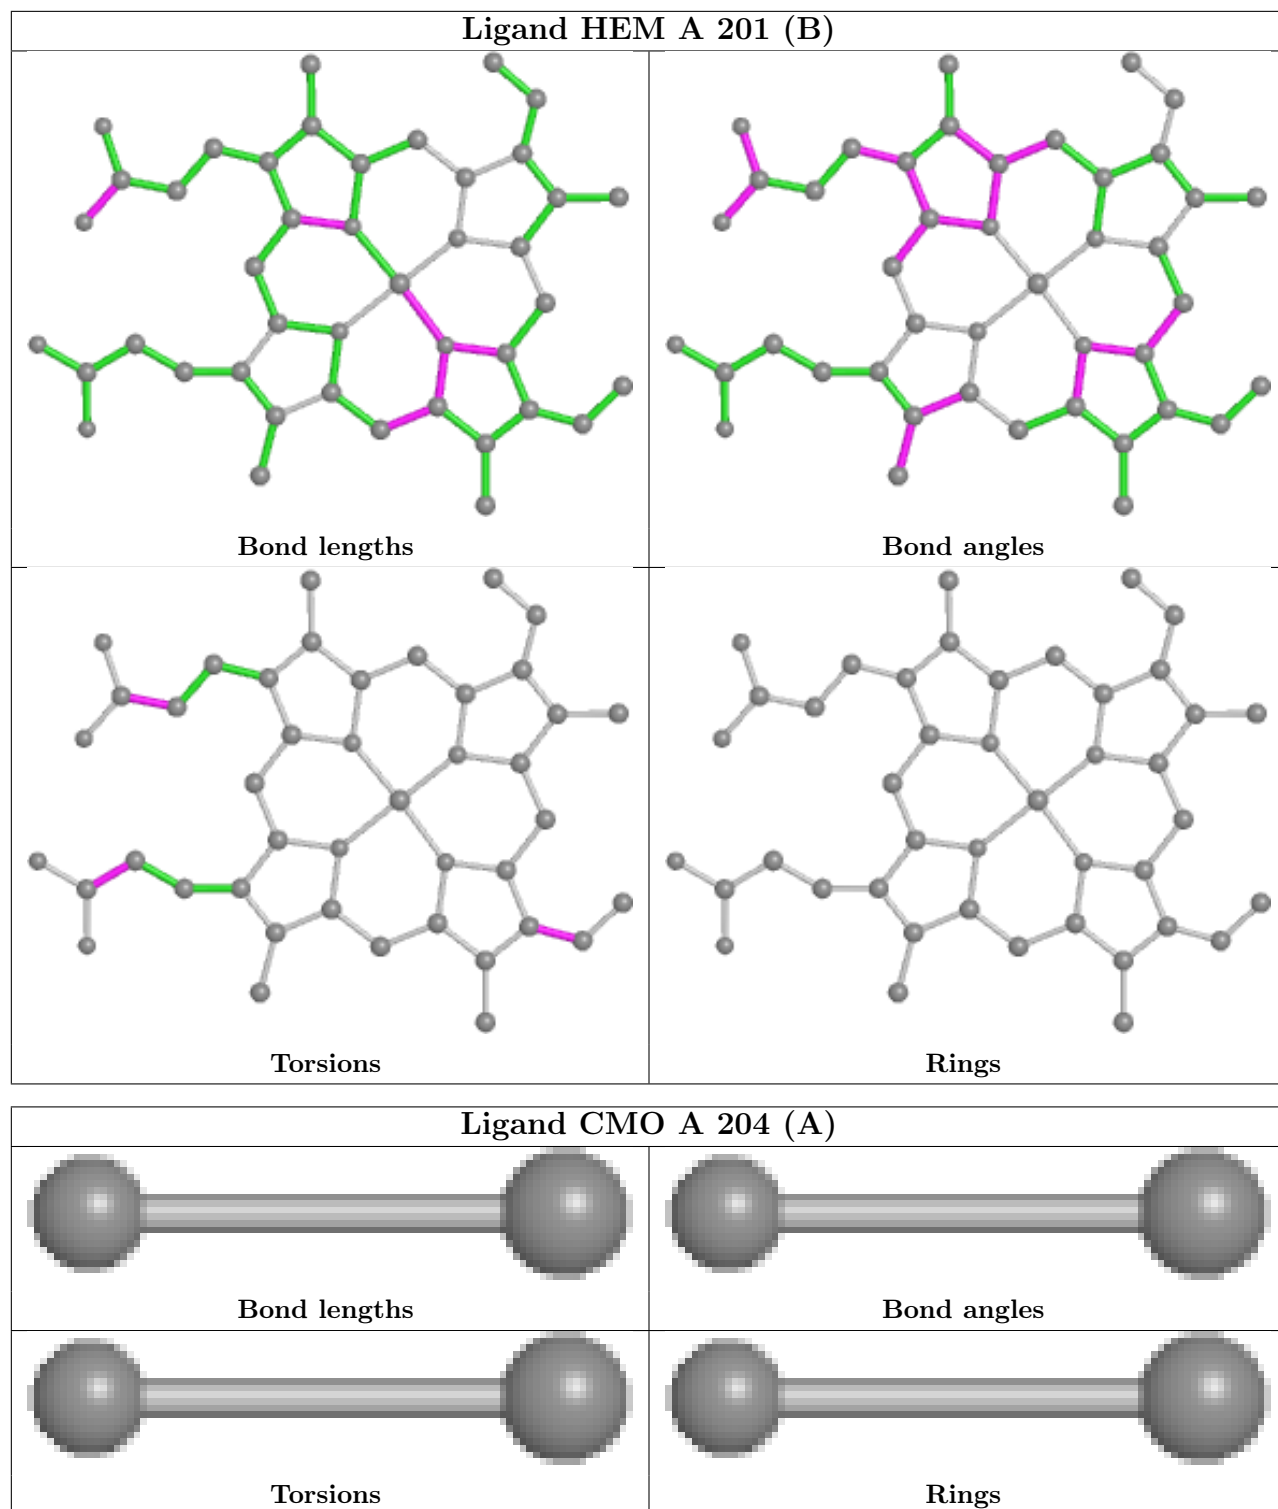 Ligand HEM A 201 (B)
Bond lengths
Bond angles
Torsions
Rings
Ligand CMO A 204 (A)
Bond lengths
Bond angles
Torsions
Rings